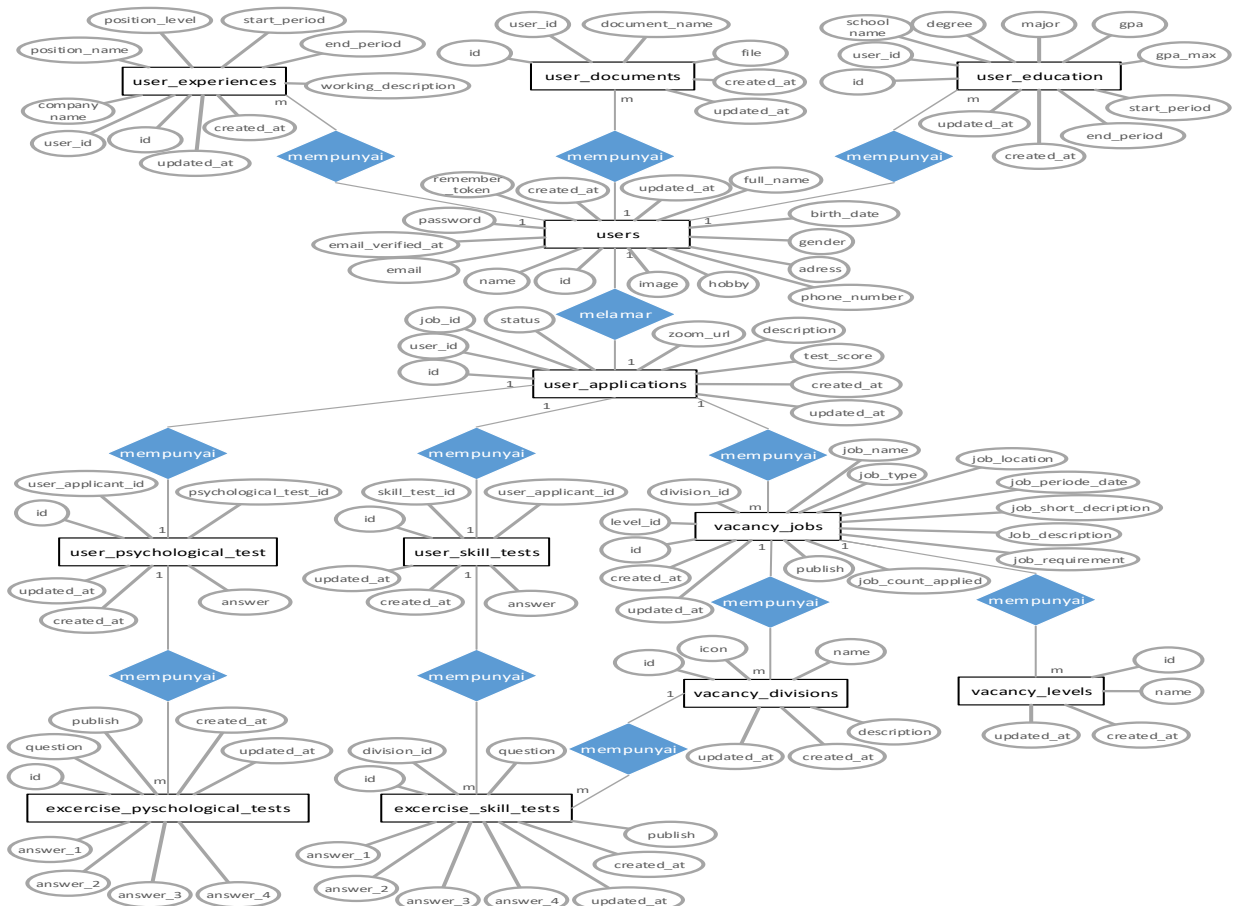 position_level
start_period
position_name
end_period
user_experiences
m
working_description
company
name
user_id
id
created_at
updated_at
mempunyai
user_id
document_name
id
file
user_documents
m
created_at
updated_at
mempunyai
school
name
degree
major
gpa
user_id
gpa_max
id
user_education
m
start_period
updated_at
end_period
created_at
mempunyai
remember
_token
created_at
updated_at
full_name
password
1
1
1
birth_date
email_verified_at
users
gender
email
1
adress
name
id
image
hobby
phone_number
melamar
job_id
status
zoom_url
description
user_id
1
test_score
id
user_applications
created_at
1
1
1
updated_at
mempunyai
mempunyai
mempunyai
user_applicant_id
psychological_test_id
id
1
user_psychological_test
1
updated_at
created_at
answer
mempunyai
skill_test_id
user_applicant_id
id
1
user_skill_tests
1
updated_at
created_at
answer
mempunyai
job_name
job_location
job_type
division_id
job_periode_date
m
job_short_decription
level_id
vacancy_jobs
Job_description
id
1
1
job_requirement
created_at
publish
job_count_applied
updated_at
mempunyai
mempunyai
icon
name
id
m
1
vacancy_divisions
description
updated_at
created_at
mempunyai
m
id
vacancy_levels
name
updated_at
created_at
publish
created_at
question
updated_at
id
m
excercise_pyschological_tests
answer_1
answer_2
answer_3
answer_4
division_id
question
id
m
m
excercise_skill_tests
publish
answer_1
created_at
answer_2
answer_3
answer_4
updated_at